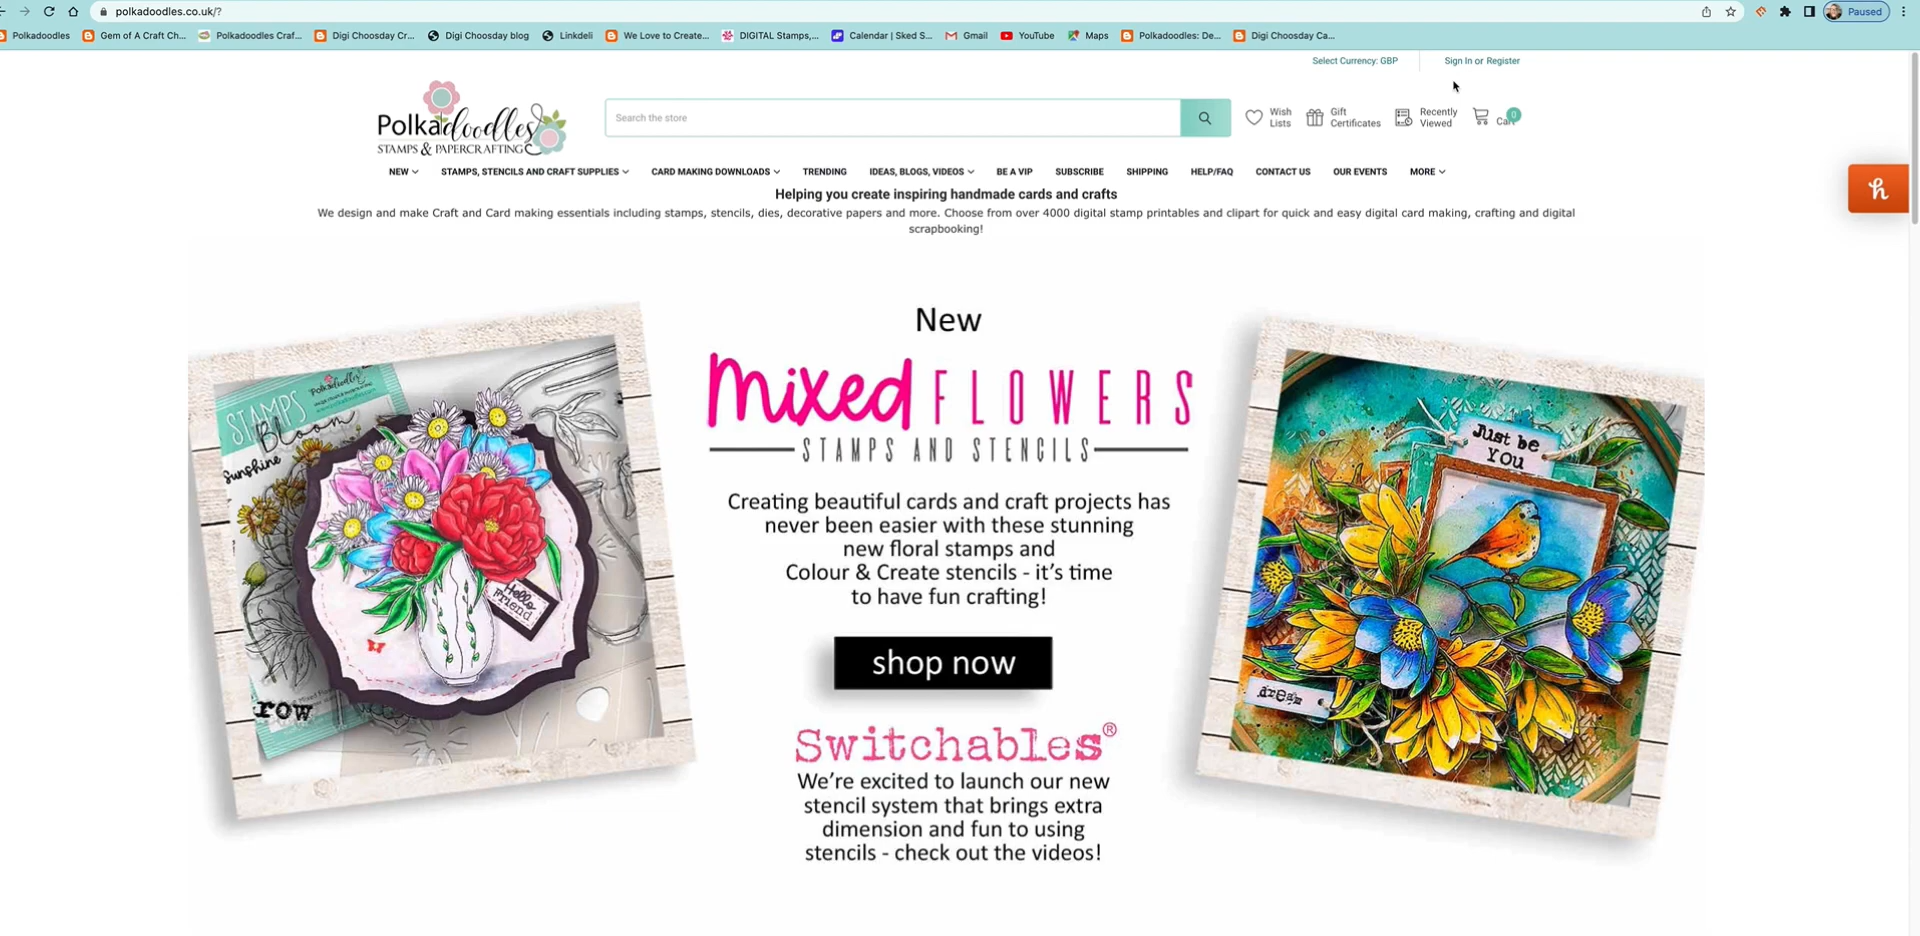 polkadoodles.co.uk/?
Paused
Polkadoodles
Gem of A Craft Ch...
Polkadoodles Craf...
Digi Choosday Cr...
Digi Choosday blog
Linkdeli
We Love to Create...
DIGITAL Stamps,...
Calendar | Sked S...
Gmail
YouTube
Maps
Polkadoodles: De...
Digi Choosday Ca...
Select Currency: GBP
Sign In or Register
Polkadoodles
STAMPS & PAPERCRAFTING
Search the store
Wish
Lists
Gift
Certificates
Recently
Viewed
Cart
0
NEW
STAMPS, STENCILS AND CRAFT SUPPLIES
CARD MAKING DOWNLOADS
TRENDING
IDEAS, BLOGS, VIDEOS
BE A VIP
SUBSCRIBE
SHIPPING
HELP/FAQ
CONTACT US
OUR EVENTS
MORE
Helping you create inspiring handmade cards and crafts
We design and make Craft and Card making essentials including stamps, stencils, dies, decorative papers and more. Choose from over 4000 digital stamp printables and clipart for quick and easy digital card making, crafting and digital
scrapbooking!
New
mixed FLOWERS
STAMPS AND STENCILS
Creating beautiful cards and craft projects has
never been easier with these stunning
new floral stamps and
Colour & Create stencils - it's time
to have fun crafting!
shop now
Switchables®
We're excited to launch our new
stencil system that brings extra
dimension and fun to using
stencils - check out the videos!
STAMPS
Polkadoodles
Bloom
Sunshine
Hello
Friend
row
Just be
You
dream